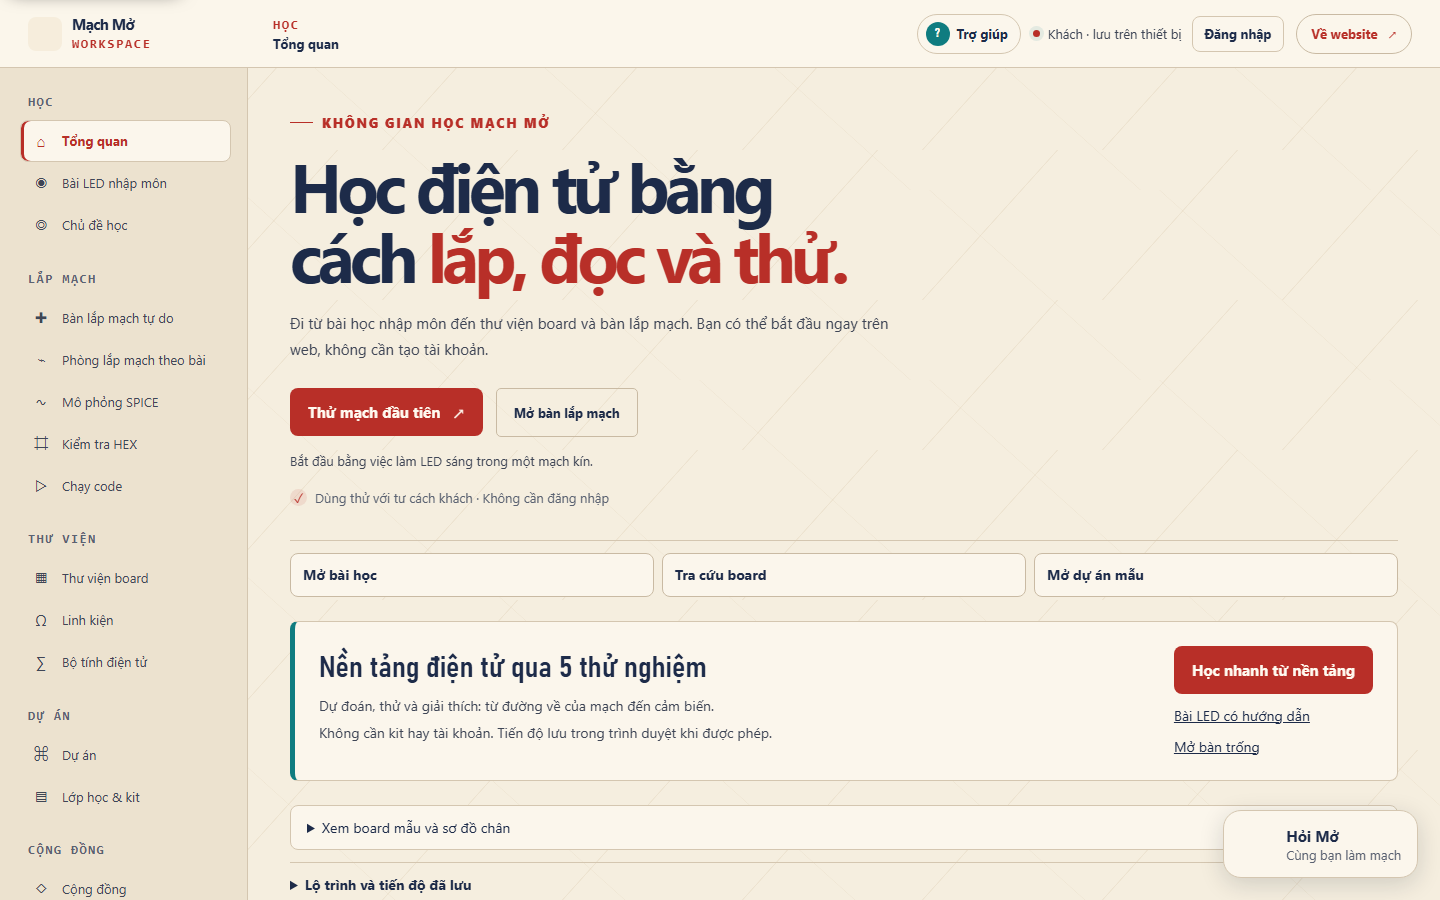 Mạch Mở
WORKSPACE
HỌC
Tổng quan
? Trợ giúp
Khách · lưu trên thiết bị
Đăng nhập
Về website ↗
HỌC
Tổng quan
Bài LED nhập môn
Chủ đề học
LẮP MẠCH
Bàn lắp mạch tự do
Phòng lắp mạch theo bài
Mô phỏng SPICE
Kiểm tra HEX
Chạy code
THƯ VIỆN
Thư viện board
Ω Linh kiện
∑ Bộ tính điện tử
DỰ ÁN
⌘ Dự án
Lớp học & kit
CỘNG ĐỒNG
Cộng đồng
KHÔNG GIAN HỌC MẠCH MỞ
Học điện tử bằng
cách lắp, đọc và thử.
Đi từ bài học nhập môn đến thư viện board và bàn lắp mạch. Bạn có thể bắt đầu ngay trên
web, không cần tạo tài khoản.
Thử mạch đầu tiên ↗
Mở bàn lắp mạch
Bắt đầu bằng việc làm LED sáng trong một mạch kín.
✓ Dùng thử với tư cách khách · Không cần đăng nhập
Mở bài học
Tra cứu board
Mở dự án mẫu
Nền tảng điện tử qua 5 thử nghiệm
Dự đoán, thử và giải thích: từ đường về của mạch đến cảm biến.
Không cần kit hay tài khoản. Tiến độ lưu trong trình duyệt khi được phép.
Học nhanh từ nền tảng
Bài LED có hướng dẫn
Mở bàn trống
▶ Xem board mẫu và sơ đồ chân
▶ Lộ trình và tiến độ đã lưu
Hỏi Mở
Cùng bạn làm mạch